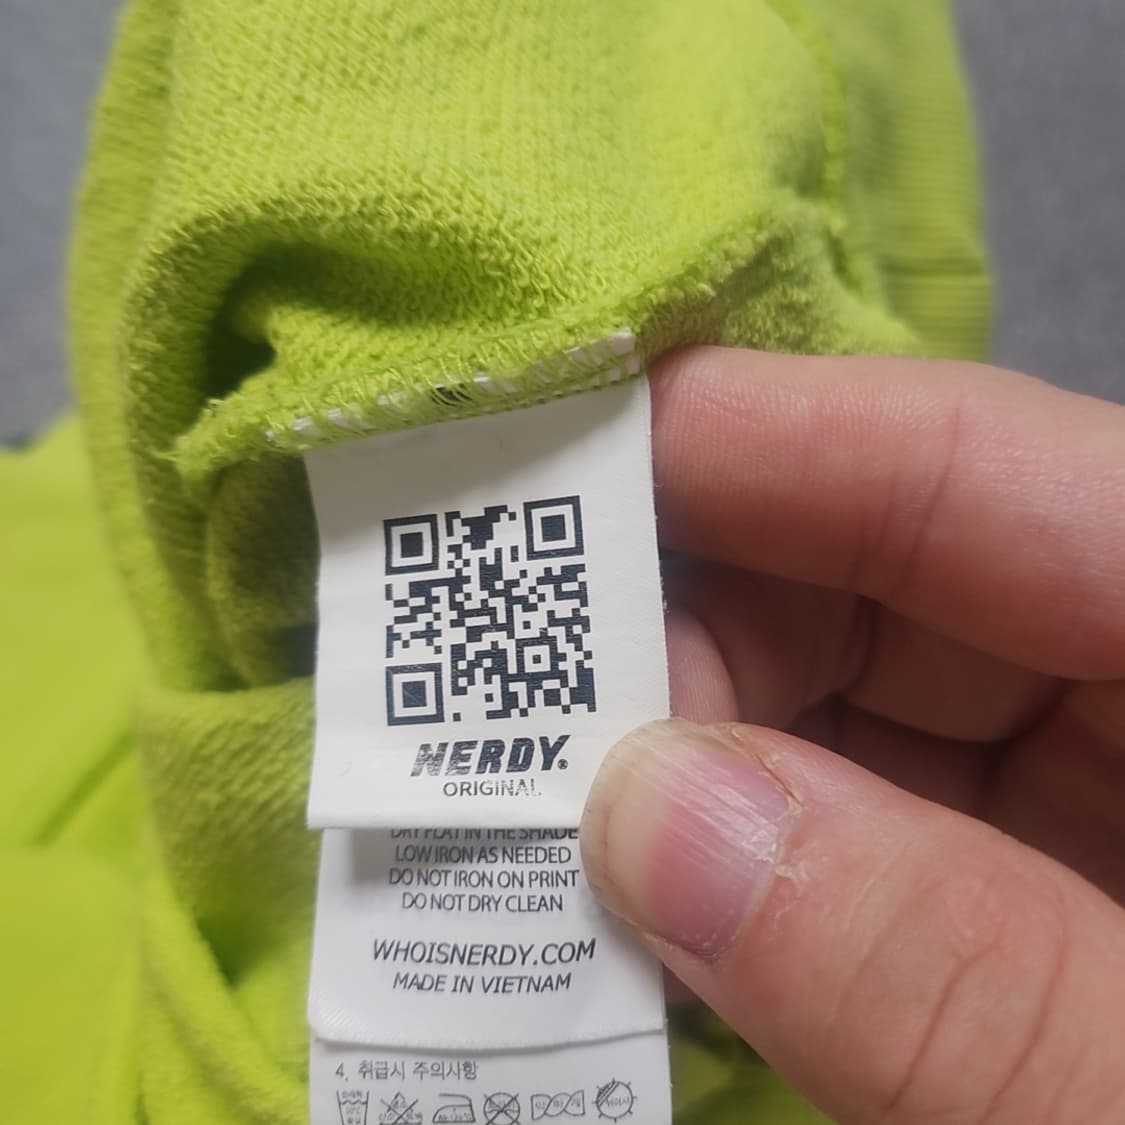 NERDY®
ORIGINAL
DRY FLAT IN THE SHADE
LOW IRON AS NEEDED
DO NOT IRON ON PRINT
DO NOT DRY CLEAN
WHOISNERDY.COM
MADE IN VIETNAM
4. 취급시 주의사항